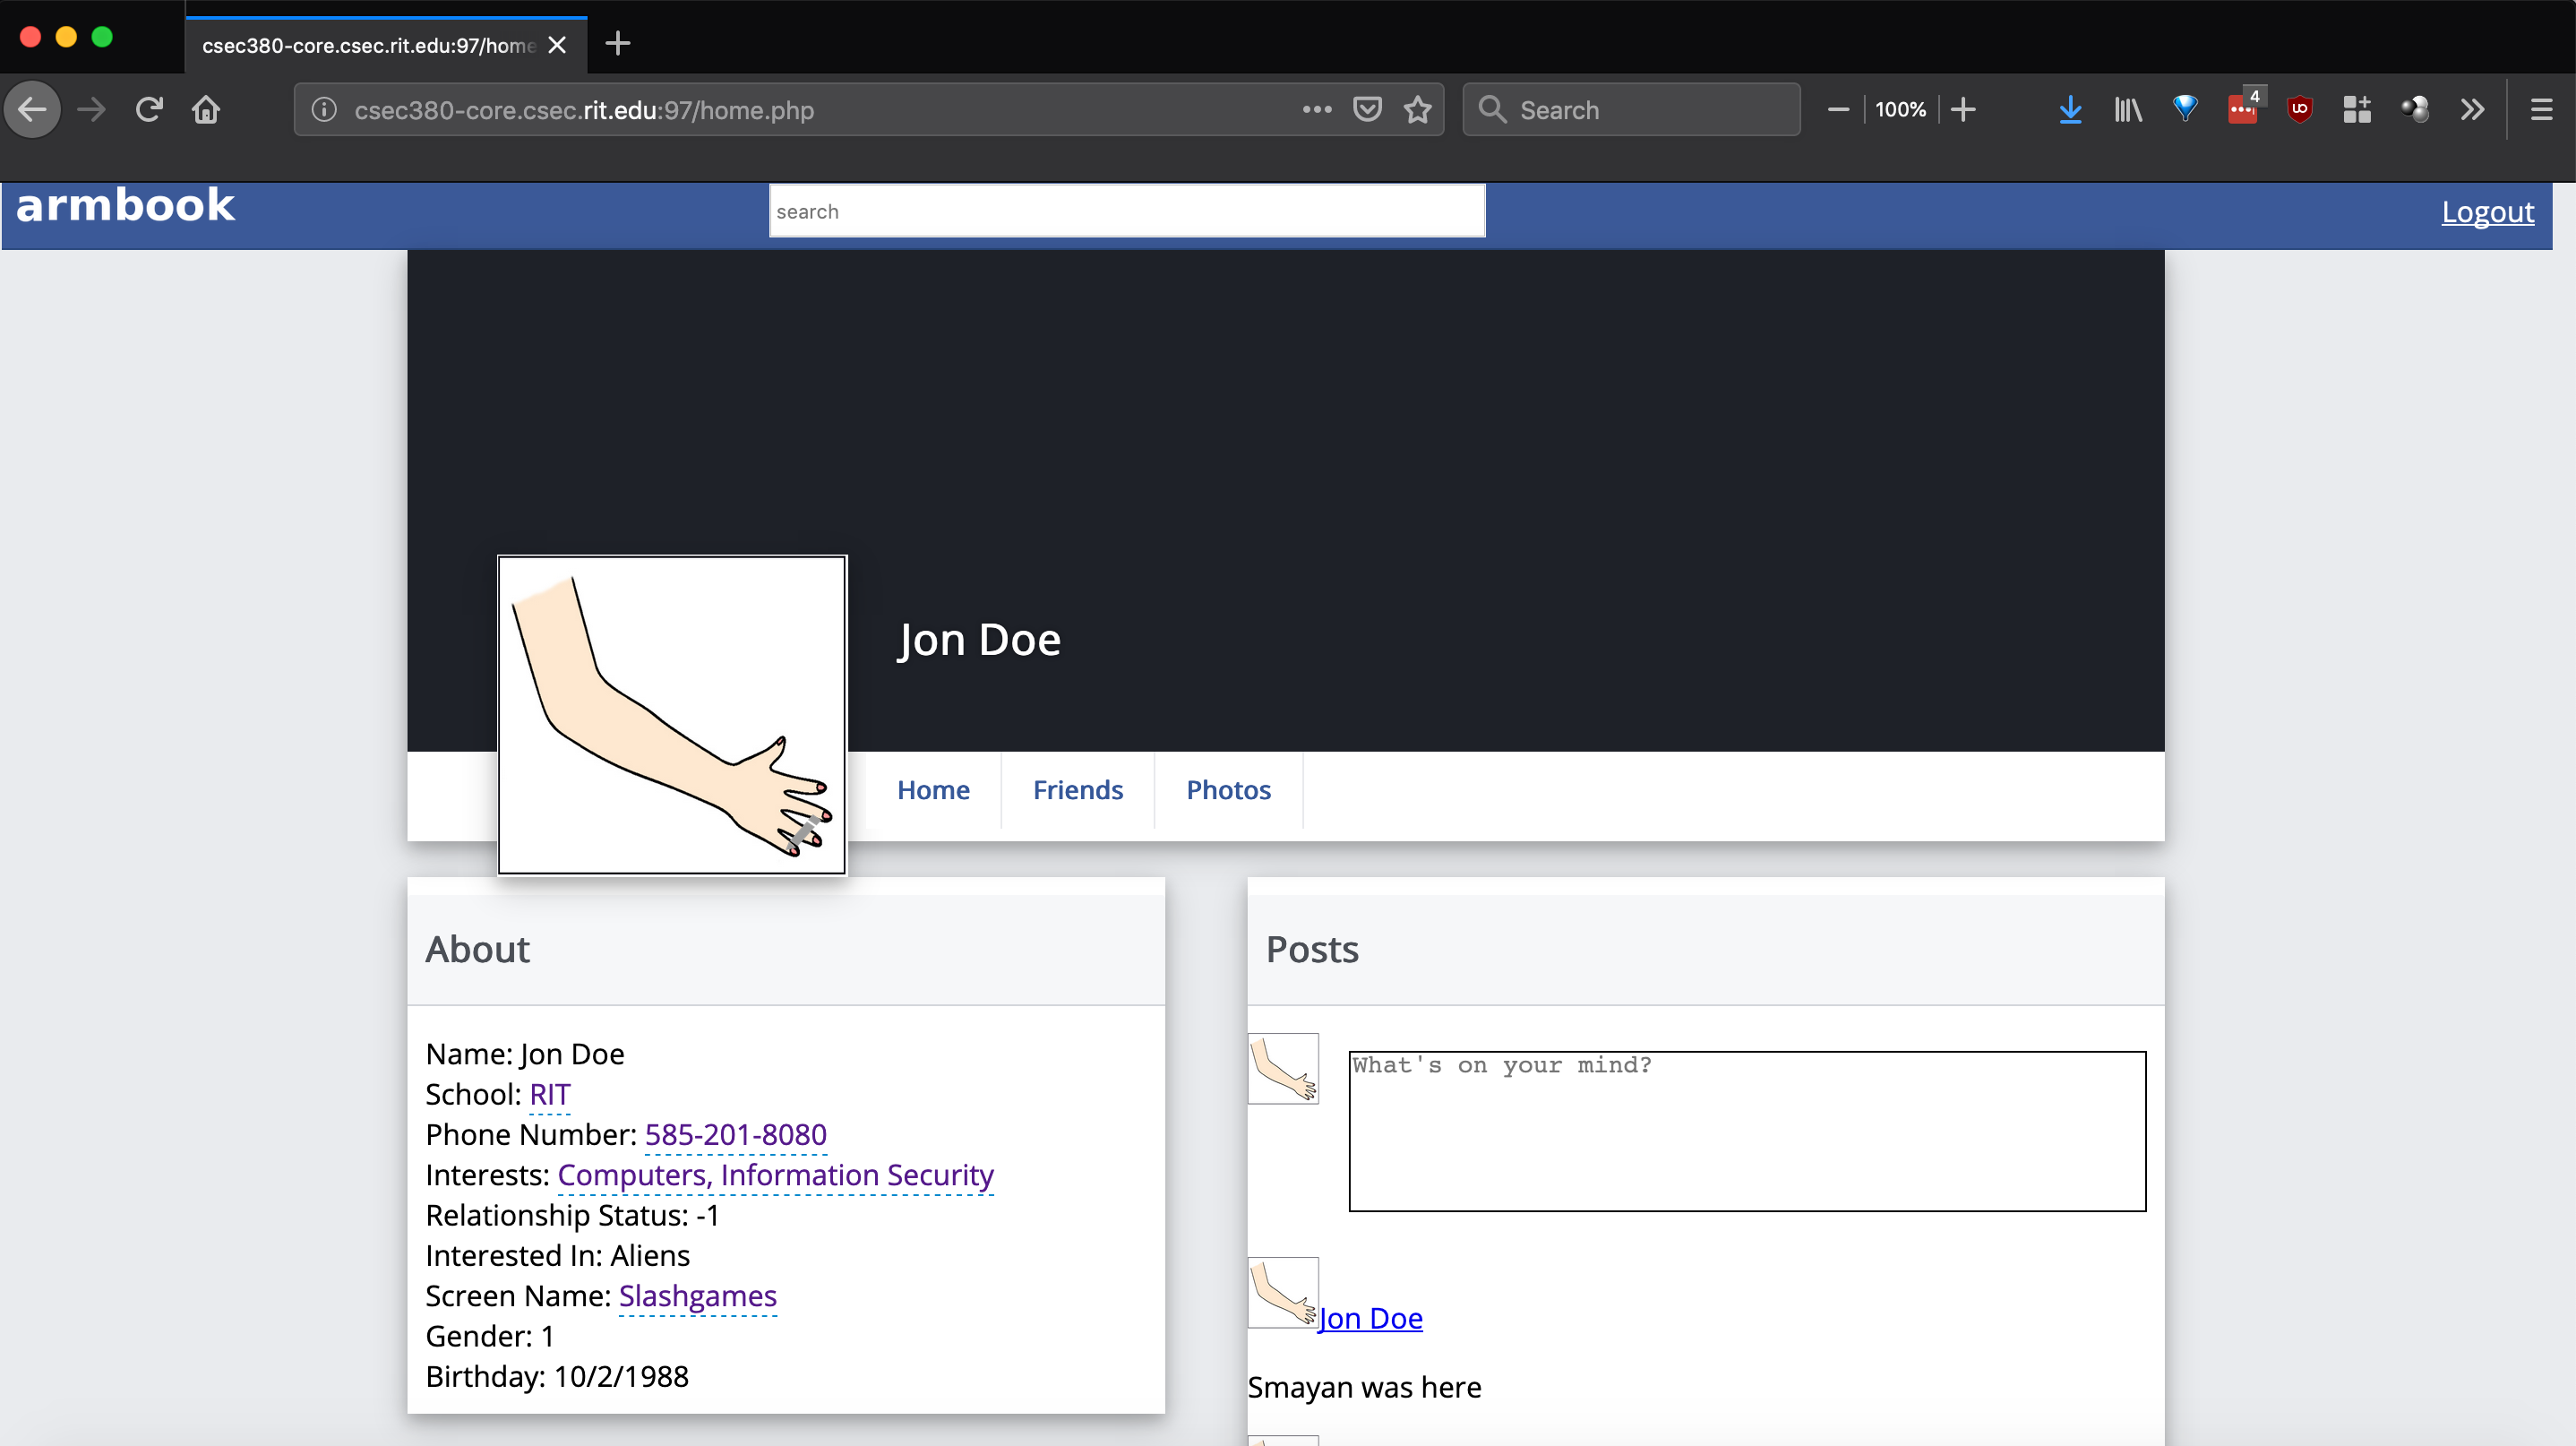 csec380-core.csec.rit.edu:97/home
csec380-core.csec.rit.edu:97/home.php
Search
100%
4
armbook
search
Logout
Jon Doe
Home
Friends
Photos
About
Name: Jon Doe
School: RIT
Phone Number: 585-201-8080
Interests: Computers, Information Security
Relationship Status: -1
Interested In: Aliens
Screen Name: Slashgames
Gender: 1
Birthday: 10/2/1988
Posts
What's on your mind?
Jon Doe
Smayan was here